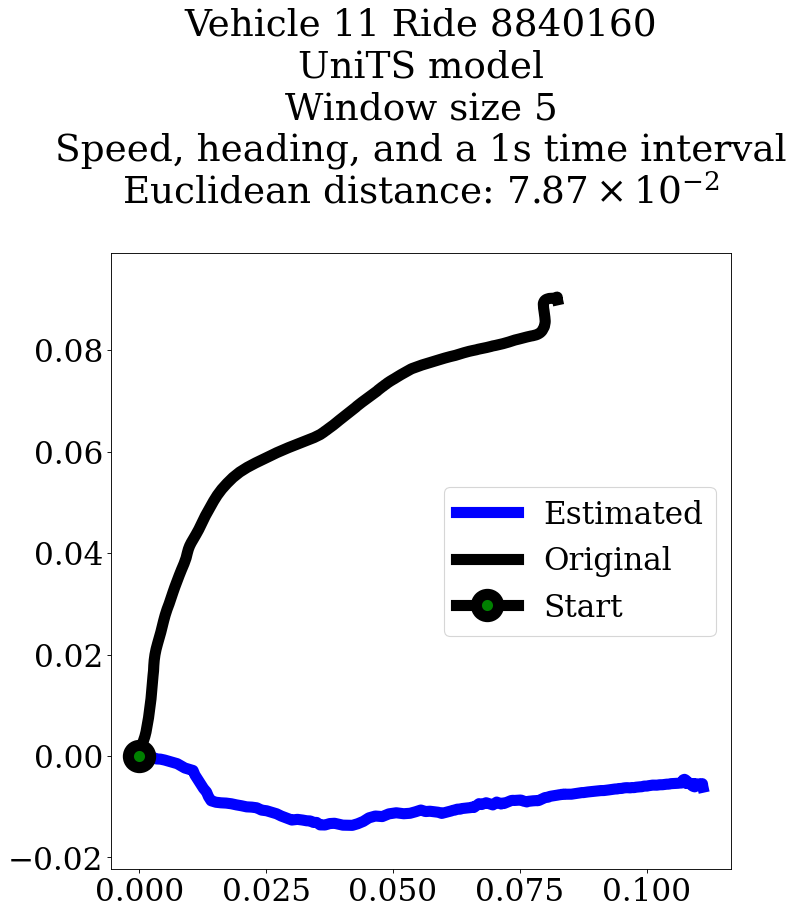 Vehicle 11 Ride 8840160
UniTS model
Window size 5
Speed, heading, and a 1s time interval
Euclidean distance: 7.87 × 10⁻²
0.08
0.06
0.04
0.02
0.00
−0.02
Estimated
Original
Start
0.000 0.025 0.050 0.075 0.100